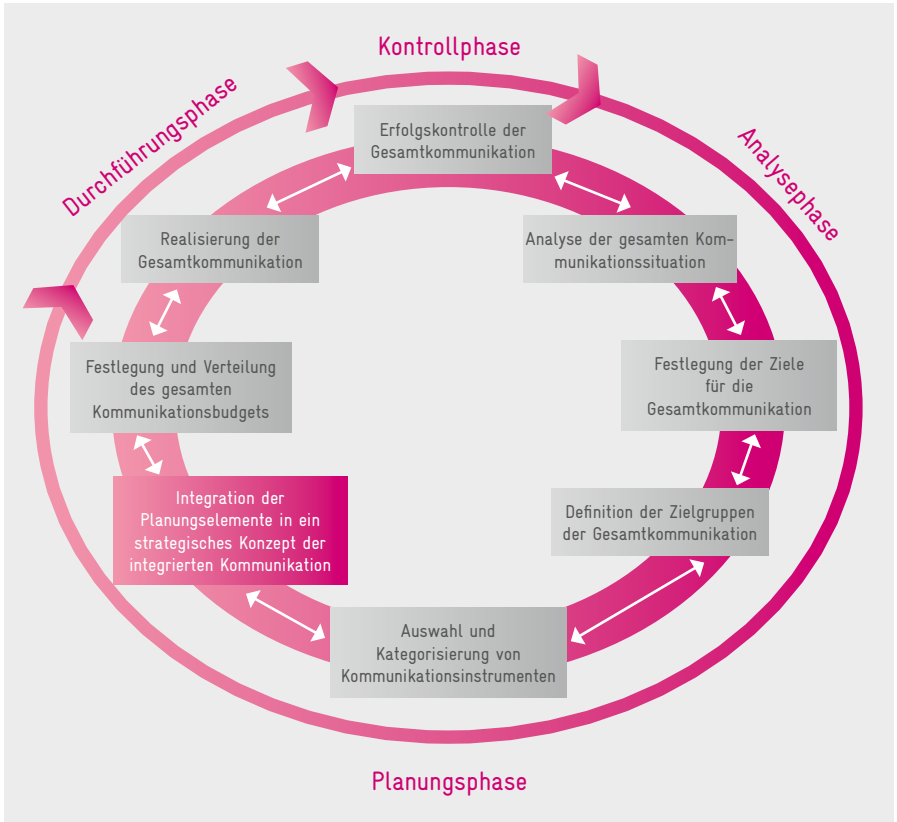 Kontrollphase
Durchführungsphase
Analysephase
Erfolgskontrolle der
Gesamtkommunikation
Analyse der gesamten Kom-
munikationssituation
Festlegung der Ziele
für die
Gesamtkommunikation
Definition der Zielgruppen
der Gesamtkommunikation
Auswahl und
Kategorisierung von
Kommunikationsinstrumenten
Integration der
Planungselemente in ein
strategisches Konzept der
integrierten Kommunikation
Festlegung und Verteilung
des gesamten
Kommunikationsbudgets
Realisierung der
Gesamtkommunikation
Planungsphase